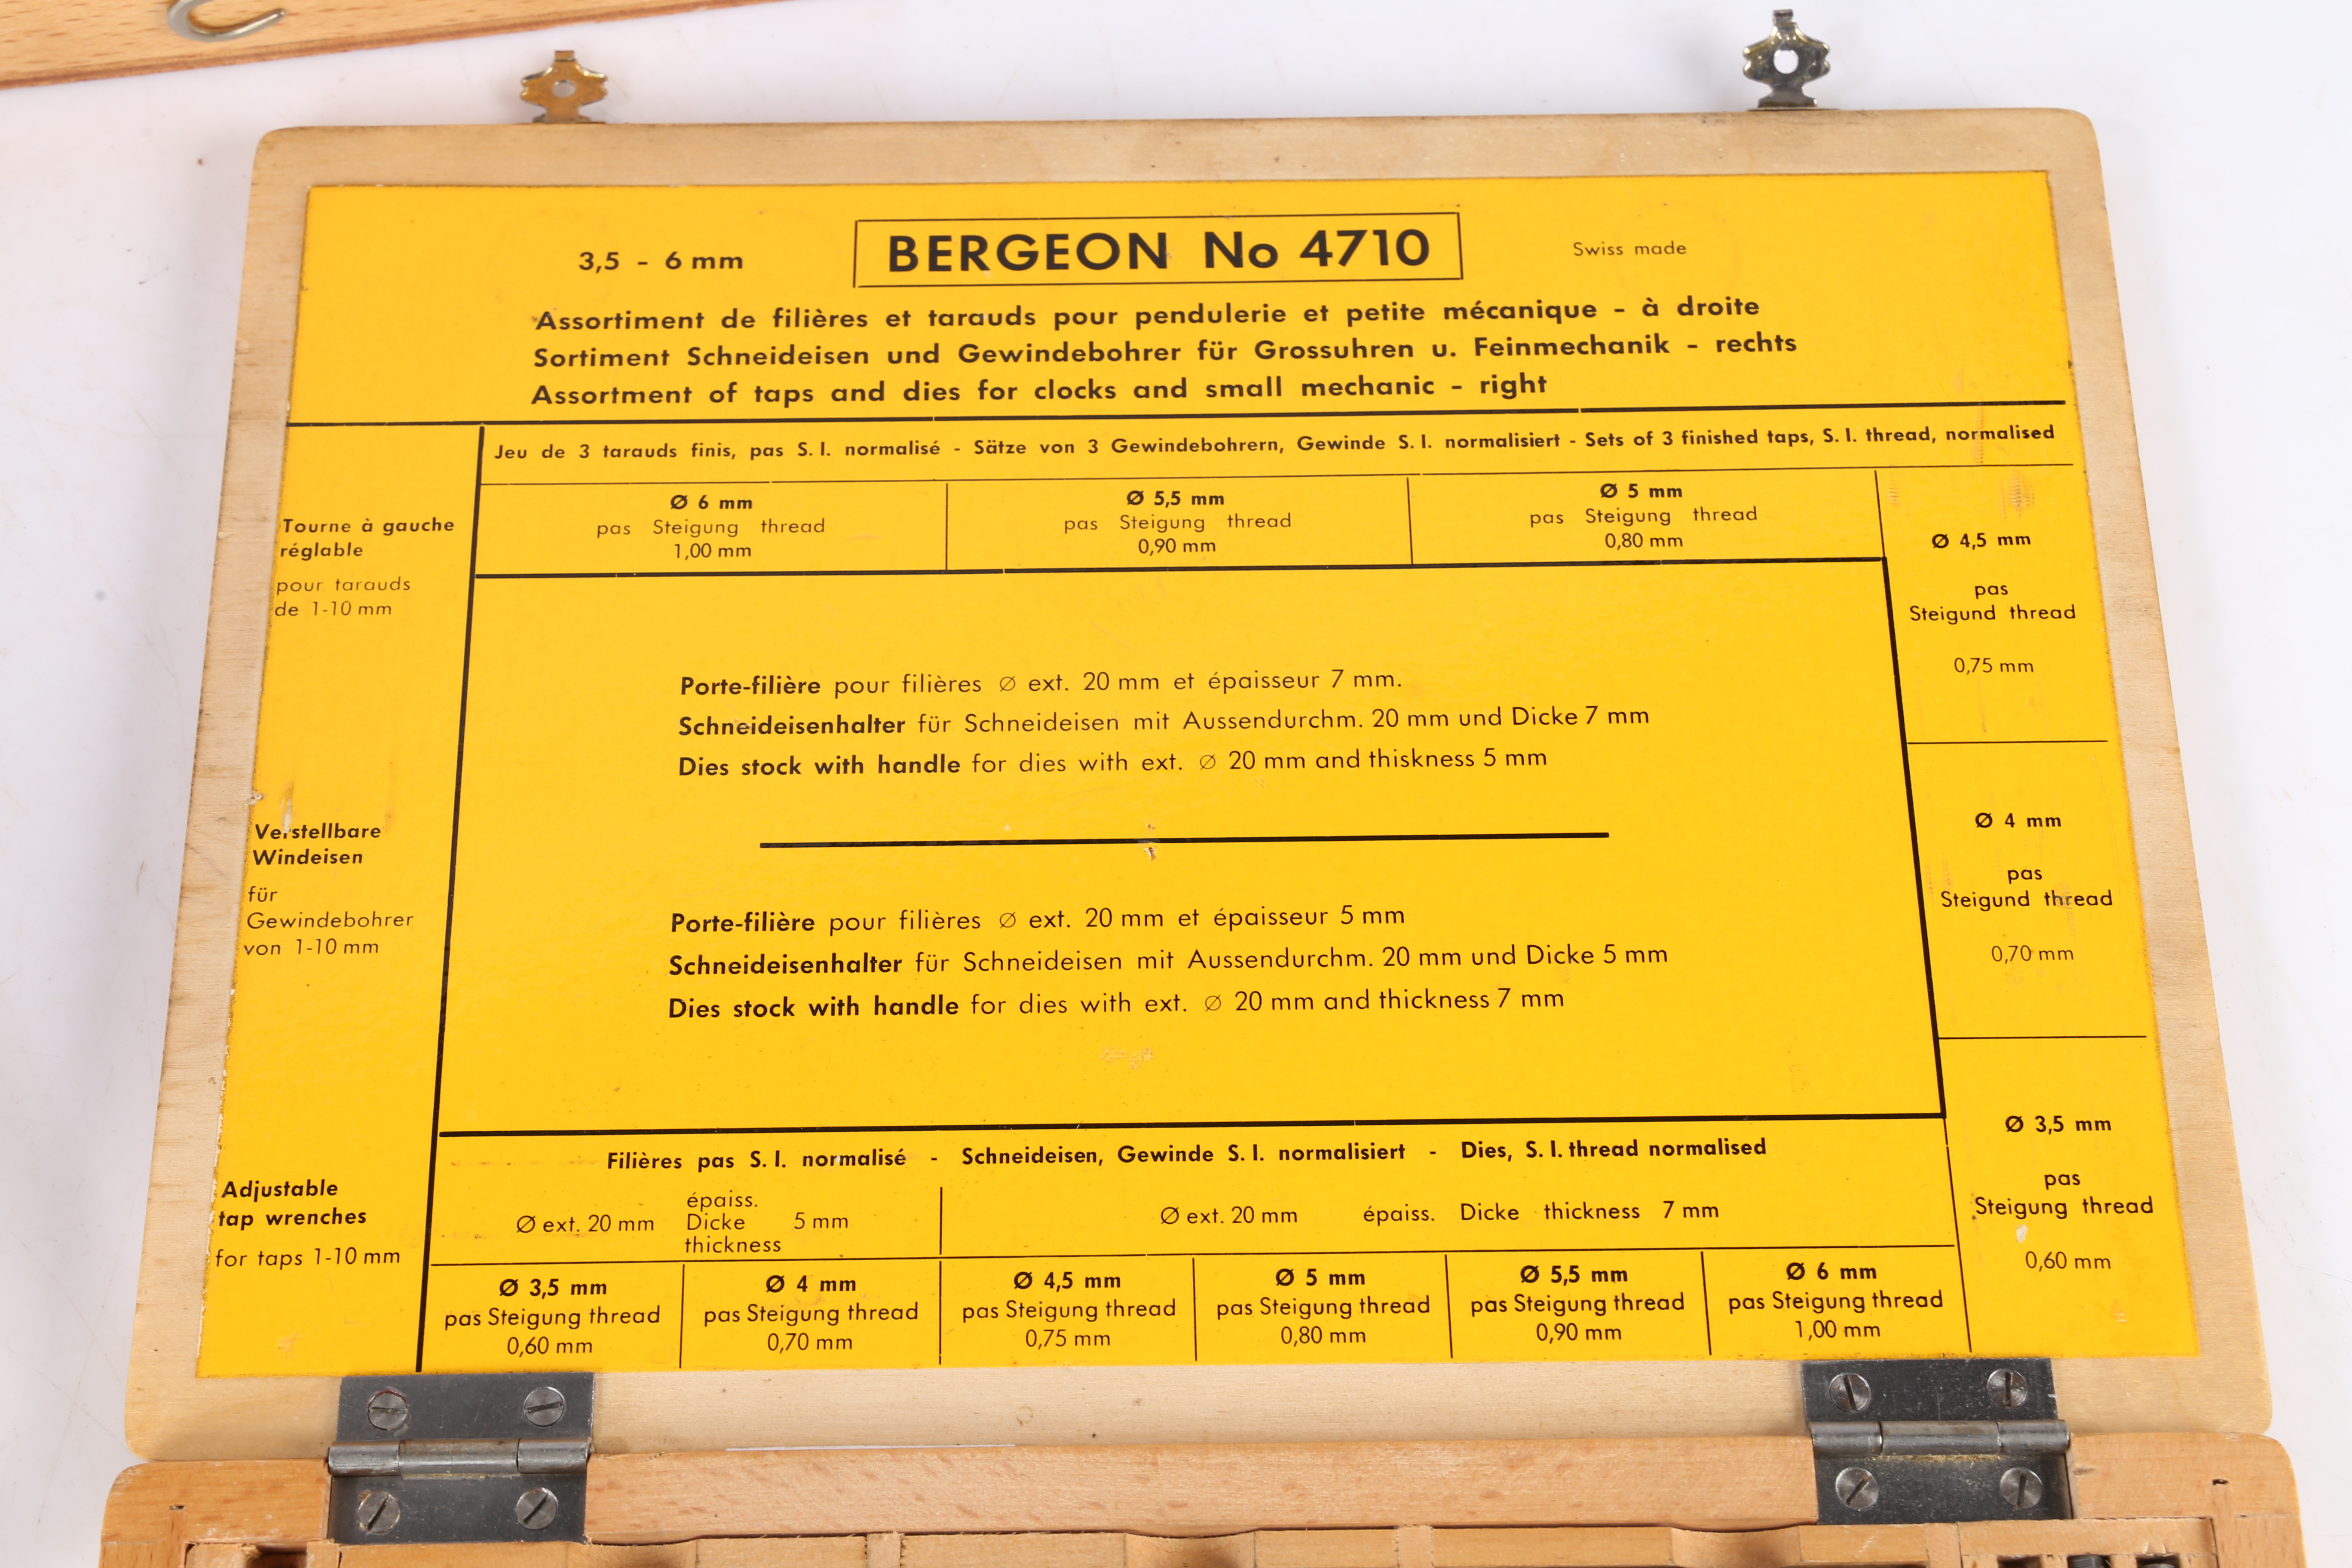 3,5 - 6 mm
BERGEON No 4710
Swiss made
Assortiment de filières et tarauds pour pendulerie et petite mécanique - à droite
Sortiment Schneideisen und Gewindebohrer für Grossuhren u. Feinmechanik - rechts
Assortment of taps and dies for clocks and small mechanic - right
Jeu de 3 tarauds finis, pas S. I. normalisé - Sätze von 3 Gewindebohrern, Gewinde S. I. normalisiert - Sets of 3 finished taps, S. I. thread, normalised
Tourne à gauche
réglable
pour tarauds
de 1-10 mm
Verstellbare
Windeisen
für
Gewindebohrer
von 1-10 mm
Adjustable
tap wrenches
for taps 1-10 mm
Ø 6 mm
pas Steigung thread
1,00 mm
Ø 5,5 mm
pas Steigung thread
0,90 mm
Ø 5 mm
pas Steigung thread
0,80 mm
Ø 4,5 mm
pas
Steigund thread
0,75 mm
Ø 4 mm
pas
Steigund thread
0,70 mm
Ø 3,5 mm
pas
Steigung thread
0,60 mm
Porte-filière pour filières Ø ext. 20 mm et épaisseur 7 mm.
Schneideisenhalter für Schneideisen mit Aussendurchm. 20 mm und Dicke 7 mm
Dies stock with handle for dies with ext. Ø 20 mm and thiskness 5 mm
Porte-filière pour filières Ø ext. 20 mm et épaisseur 5 mm
Schneideisenhalter für Schneideisen mit Aussendurchm. 20 mm und Dicke 5 mm
Dies stock with handle for dies with ext. Ø 20 mm and thickness 7 mm
Filières pas S. I. normalisé - Schneideisen, Gewinde S. I. normalisiert - Dies, S. I. thread normalised
épaiss.
Ø ext. 20 mm Dicke 5 mm
thickness
Ø ext. 20 mm épaiss. Dicke thickness 7 mm
Ø 3,5 mm
pas Steigung thread
0,60 mm
Ø 4 mm
pas Steigung thread
0,70 mm
Ø 4,5 mm
pas Steigung thread
0,75 mm
Ø 5 mm
pas Steigung thread
0,80 mm
Ø 5,5 mm
pas Steigung thread
0,90 mm
Ø 6 mm
pas Steigung thread
1,00 mm